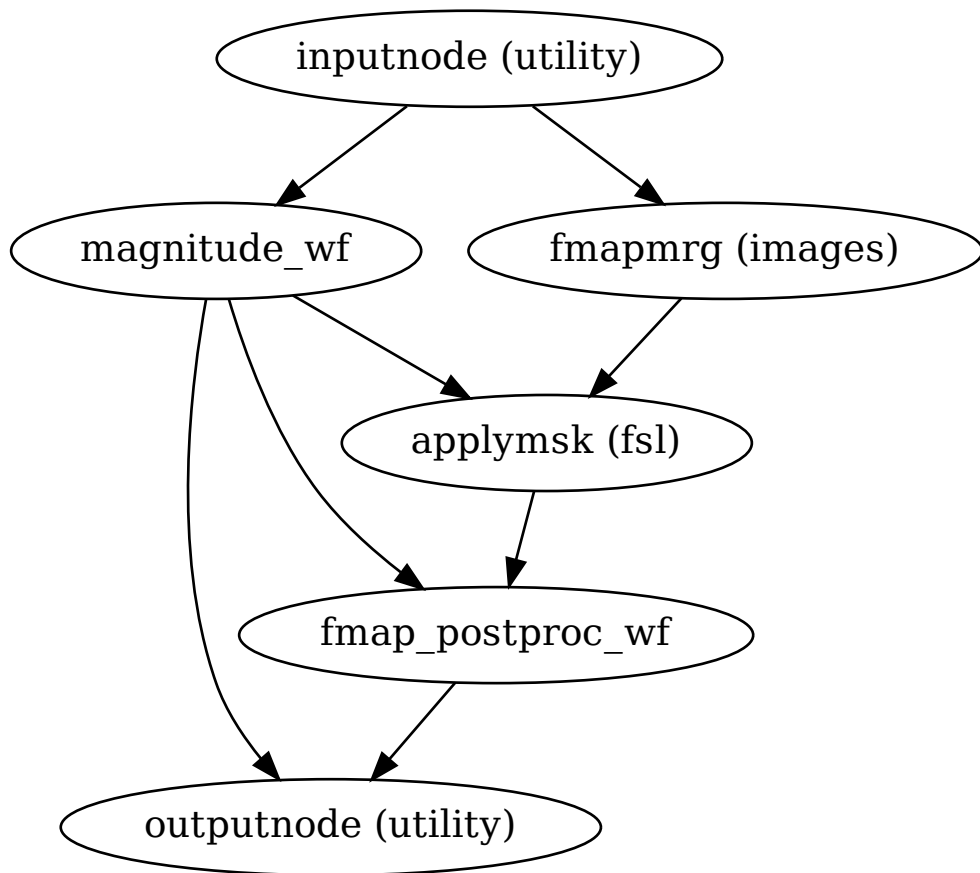 inputnode (utility)
magnitude_wf
fmapmrg (images)
applymsk (fsl)
fmap_postproc_wf
outputnode (utility)